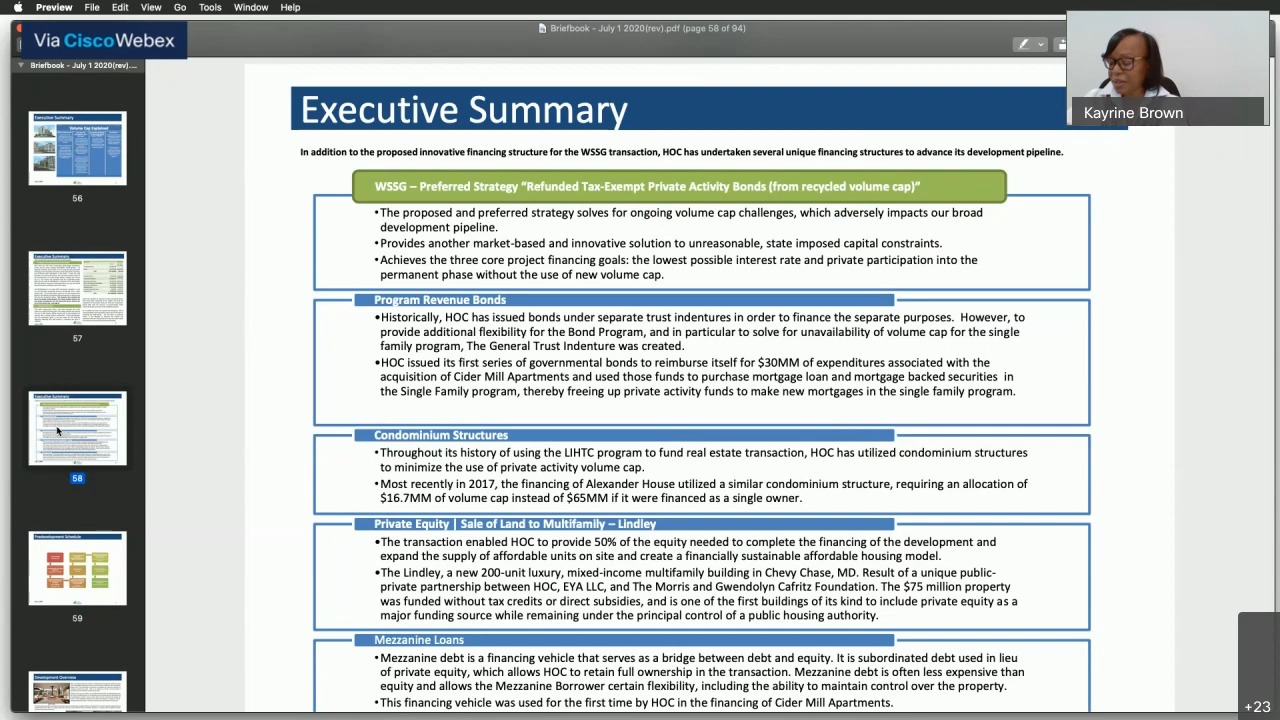 Preview File Edit View Go Tools Window Help
Via CiscoWebex
Briefbook - July 1 2020(rev).pdf (page 58 of 94)
Briefbook - July 1 2020(rev)....
Kayrine Brown
Executive Summary
In addition to the proposed innovative financing structure for the WSSG transaction, HOC has undertaken several unique financing structures to advance its development pipeline.
WSSG – Preferred Strategy “Refunded Tax-Exempt Private Activity Bonds (from recycled volume cap)”
•The proposed and preferred strategy solves for ongoing volume cap challenges, which adversely impacts our broad
development pipeline.
•Provides another market-based and innovative solution to unreasonable, state imposed capital constraints.
•Achieves the three core project financing goals: the lowest possible interest rate and private participation into the
permanent phase without the use of new volume cap.
Program Revenue Bonds
•Historically, HOC has issued bonds under separate trust indentures in order to finance the separate purposes. However, to
provide additional flexibility for the Bond Program, and in particular to solve for unavailability of volume cap for the single
family program, The General Trust Indenture was created.
•HOC issued its first series of governmental bonds to reimburse itself for $30MM of expenditures associated with the
acquisition of Cider Mill Apartments and used those funds to purchase mortgage loan and mortgage backed securities in
the Single Family program, thereby freeing up private activity funds to make new mortgages in the single family program.
Condominium Structures
•Throughout its history of using the LIHTC program to fund real estate transaction, HOC has utilized condominium structures
to minimize the use of private activity volume cap.
•Most recently in 2017, the financing of Alexander House utilized a similar condominium structure, requiring an allocation of
$16.7MM of volume cap instead of $65MM if it were financed as a single owner.
Private Equity | Sale of Land to Multifamily – Lindley
•The transaction enabled HOC to provide 50% of the equity needed to complete the financing of the development and
expand the supply of affordable units on site and create a financially sustainable affordable housing model.
•The Lindley, a new 200-unit luxury, mixed-income multifamily building in Chevy Chase, MD. Result of a unique public-
private partnership between HOC, EYA LLC, and The Morris and Gwendolyn Cafritz Foundation. The $75 million property
was funded without tax credits or direct subsidies, and is one of the first buildings of its kind to include private equity as a
major funding source while remaining under the principal control of a public housing authority.
Mezzanine Loans
•Mezzanine debt is a financing vehicle that serves as a bridge between debt and equity. It is subordinated debt used in lieu
of private equity, which allows HOC to retain full ownership in the transaction. Mezzanine debt is often less expensive than
equity and allows the Mezzanine Borrower certain flexibility, including the ability to maintain control over the property.
•This financing vehicle was used for the first time by HOC in the financing of Cider Mill Apartments.
Executive Summary
Volume Cap Explained
56
Executive Summary
57
Executive Summary
58
Predevelopment Schedule
59
Development Overview
+23